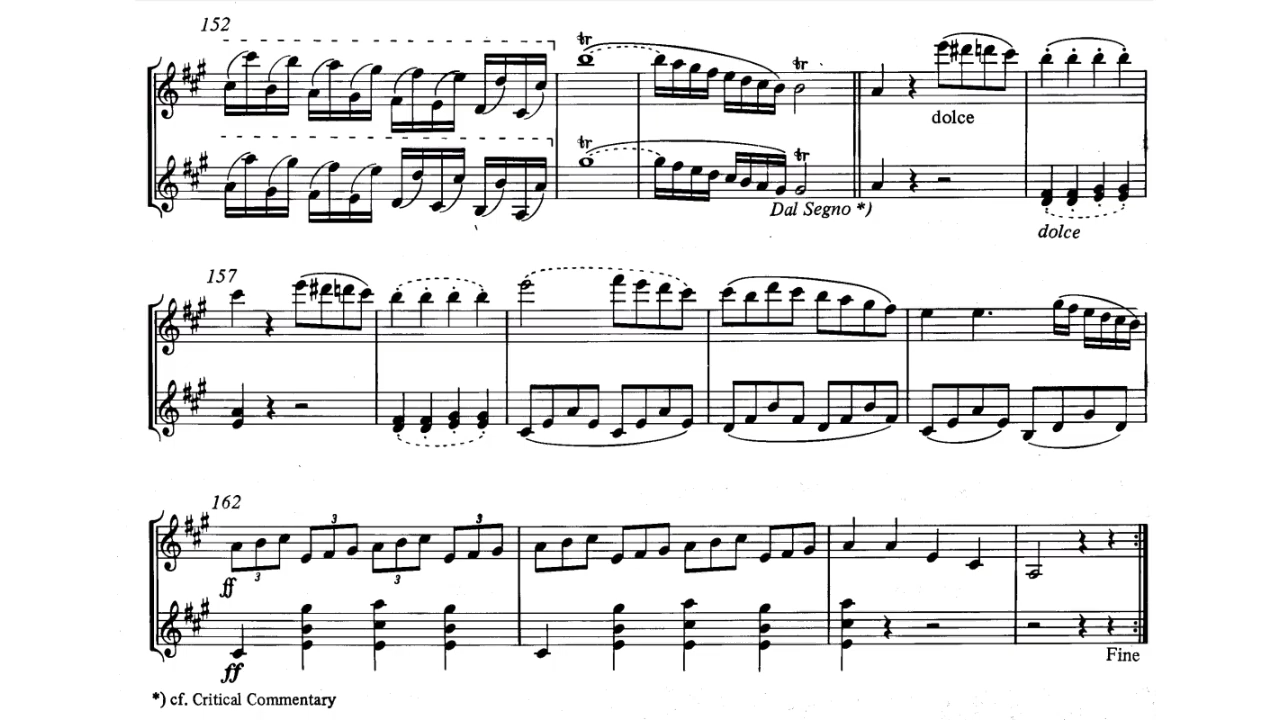 152
tr tr
dolce
tr tr
Dal Segno *)
dolce
157
162
3 3
ff 3 3
ff
Fine
*) cf. Critical Commentary